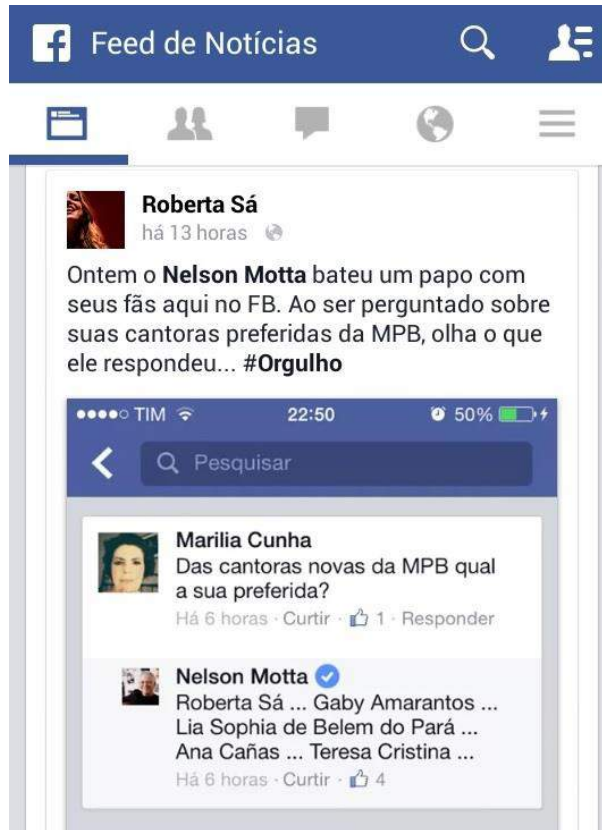 f Feed de Notícias
Roberta Sá
há 13 horas
Ontem o Nelson Motta bateu um papo com
seus fãs aqui no FB. Ao ser perguntado sobre
suas cantoras preferidas da MPB, olha o que
ele respondeu... #Orgulho
TIM 22:50 50%
Pesquisar
Marilia Cunha
Das cantoras novas da MPB qual
a sua preferida?
Há 6 horas · Curtir · 1 · Responder
Nelson Motta
Roberta Sá ... Gaby Amarantos ...
Lia Sophia de Belem do Pará ...
Ana Cañas ... Teresa Cristina ...
Há 6 horas · Curtir · 4